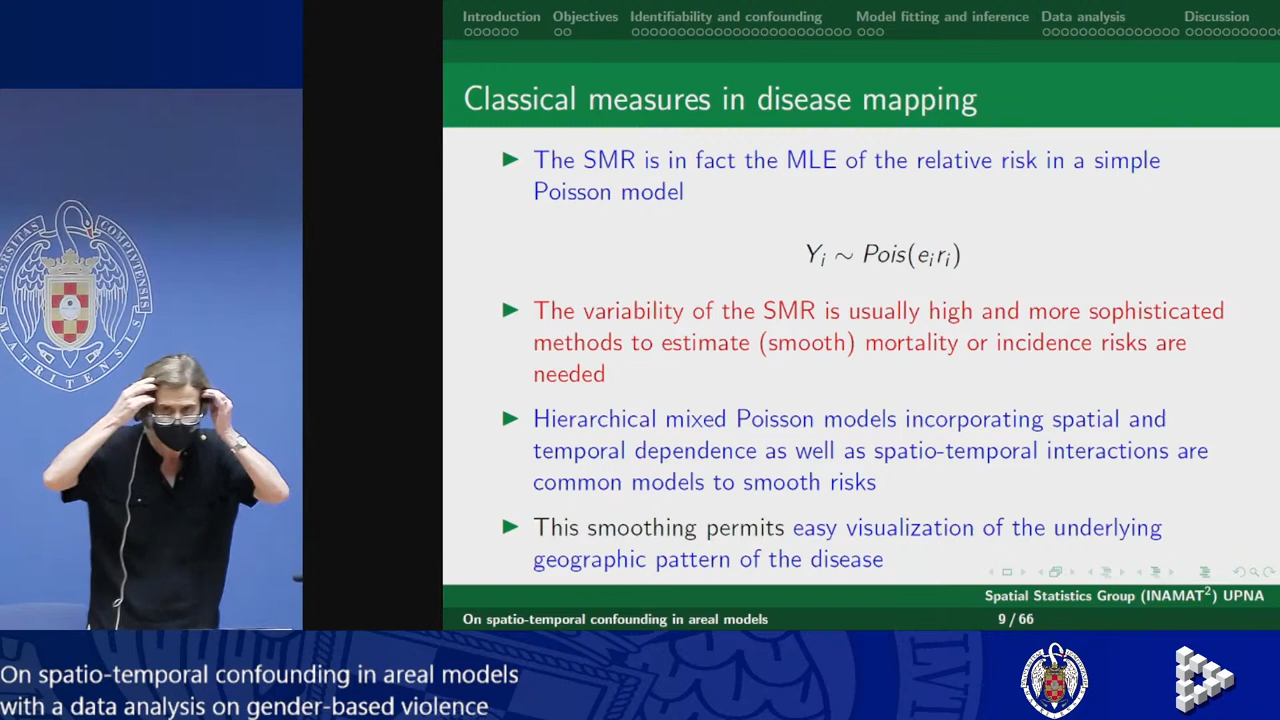 Introduction Objectives Identifiability and confounding Model fitting and inference Data analysis Discussion
Classical measures in disease mapping
The SMR is in fact the MLE of the relative risk in a simple
Poisson model
Y_i ∼ Pois(e_i r_i)
The variability of the SMR is usually high and more sophisticated
methods to estimate (smooth) mortality or incidence risks are
needed
Hierarchical mixed Poisson models incorporating spatial and
temporal dependence as well as spatio-temporal interactions are
common models to smooth risks
This smoothing permits easy visualization of the underlying
geographic pattern of the disease
Spatial Statistics Group (INAMAT²) UPNA
On spatio-temporal confounding in areal models 9 / 66
On spatio-temporal confounding in areal models
with a data analysis on gender-based violence